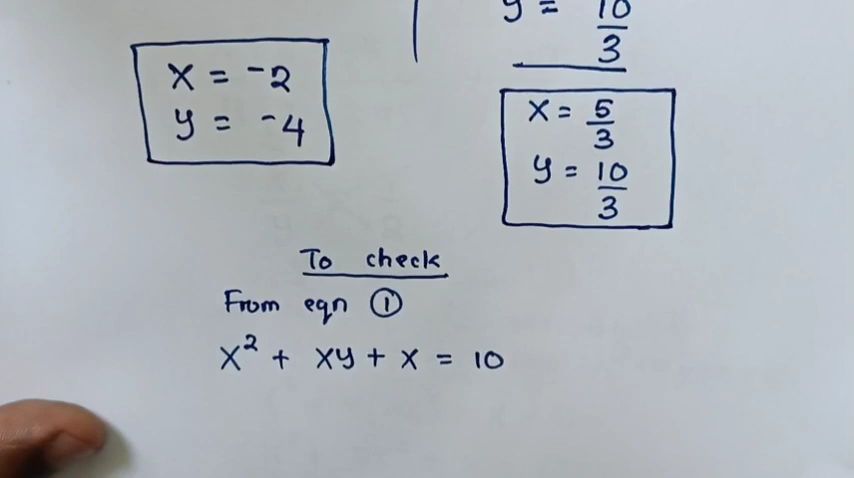 y = 10/3
x = -2
y = -4
x = 5/3
y = 10/3
To check
From eqn ①
x² + xy + x = 10